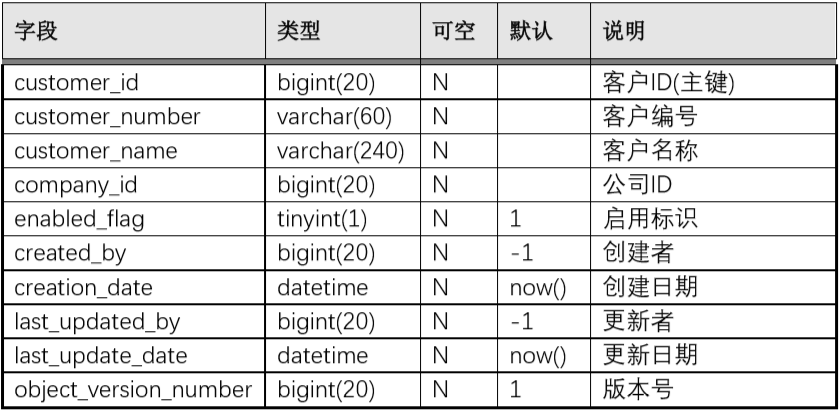 字段 类型 可空 默认 说明
customer_id bigint(20) N 客户ID(主键)
customer_number varchar(60) N 客户编号
customer_name varchar(240) N 客户名称
company_id bigint(20) N 公司ID
enabled_flag tinyint(1) N 1 启用标识
created_by bigint(20) N -1 创建者
creation_date datetime N now() 创建日期
last_updated_by bigint(20) N -1 更新者
last_update_date datetime N now() 更新日期
object_version_number bigint(20) N 1 版本号